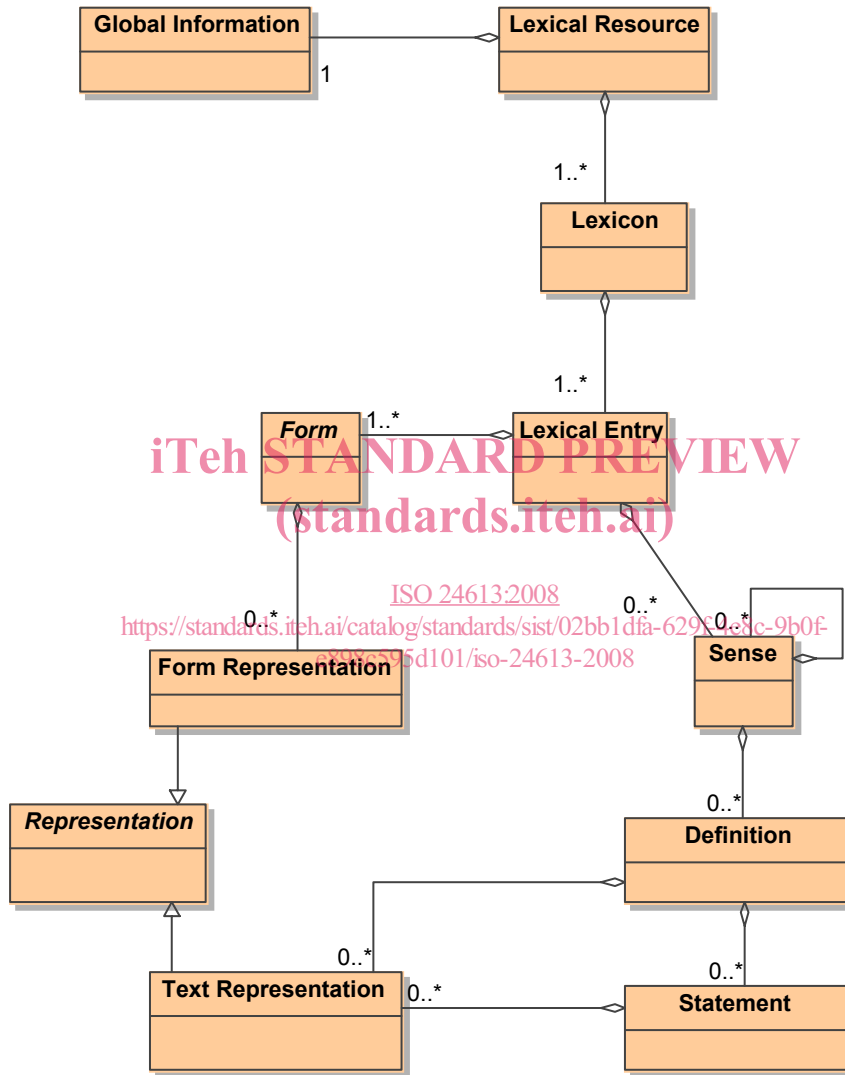 Global Information
Lexical Resource
1
1..*
Lexicon
1..*
Form
1..*
Lexical Entry
iTeh STANDARD PREVIEW
(standards.iteh.ai)
ISO 24613:2008
0..*
0..*
0..*
https://standards.iteh.ai/catalog/standards/sist/02bb1dfa-629f-4e8c-9b0f-
e898c595d101/iso-24613-2008
Form Representation
Sense
Representation
0..*
Definition
0..*
0..*
Text Representation
0..*
Statement